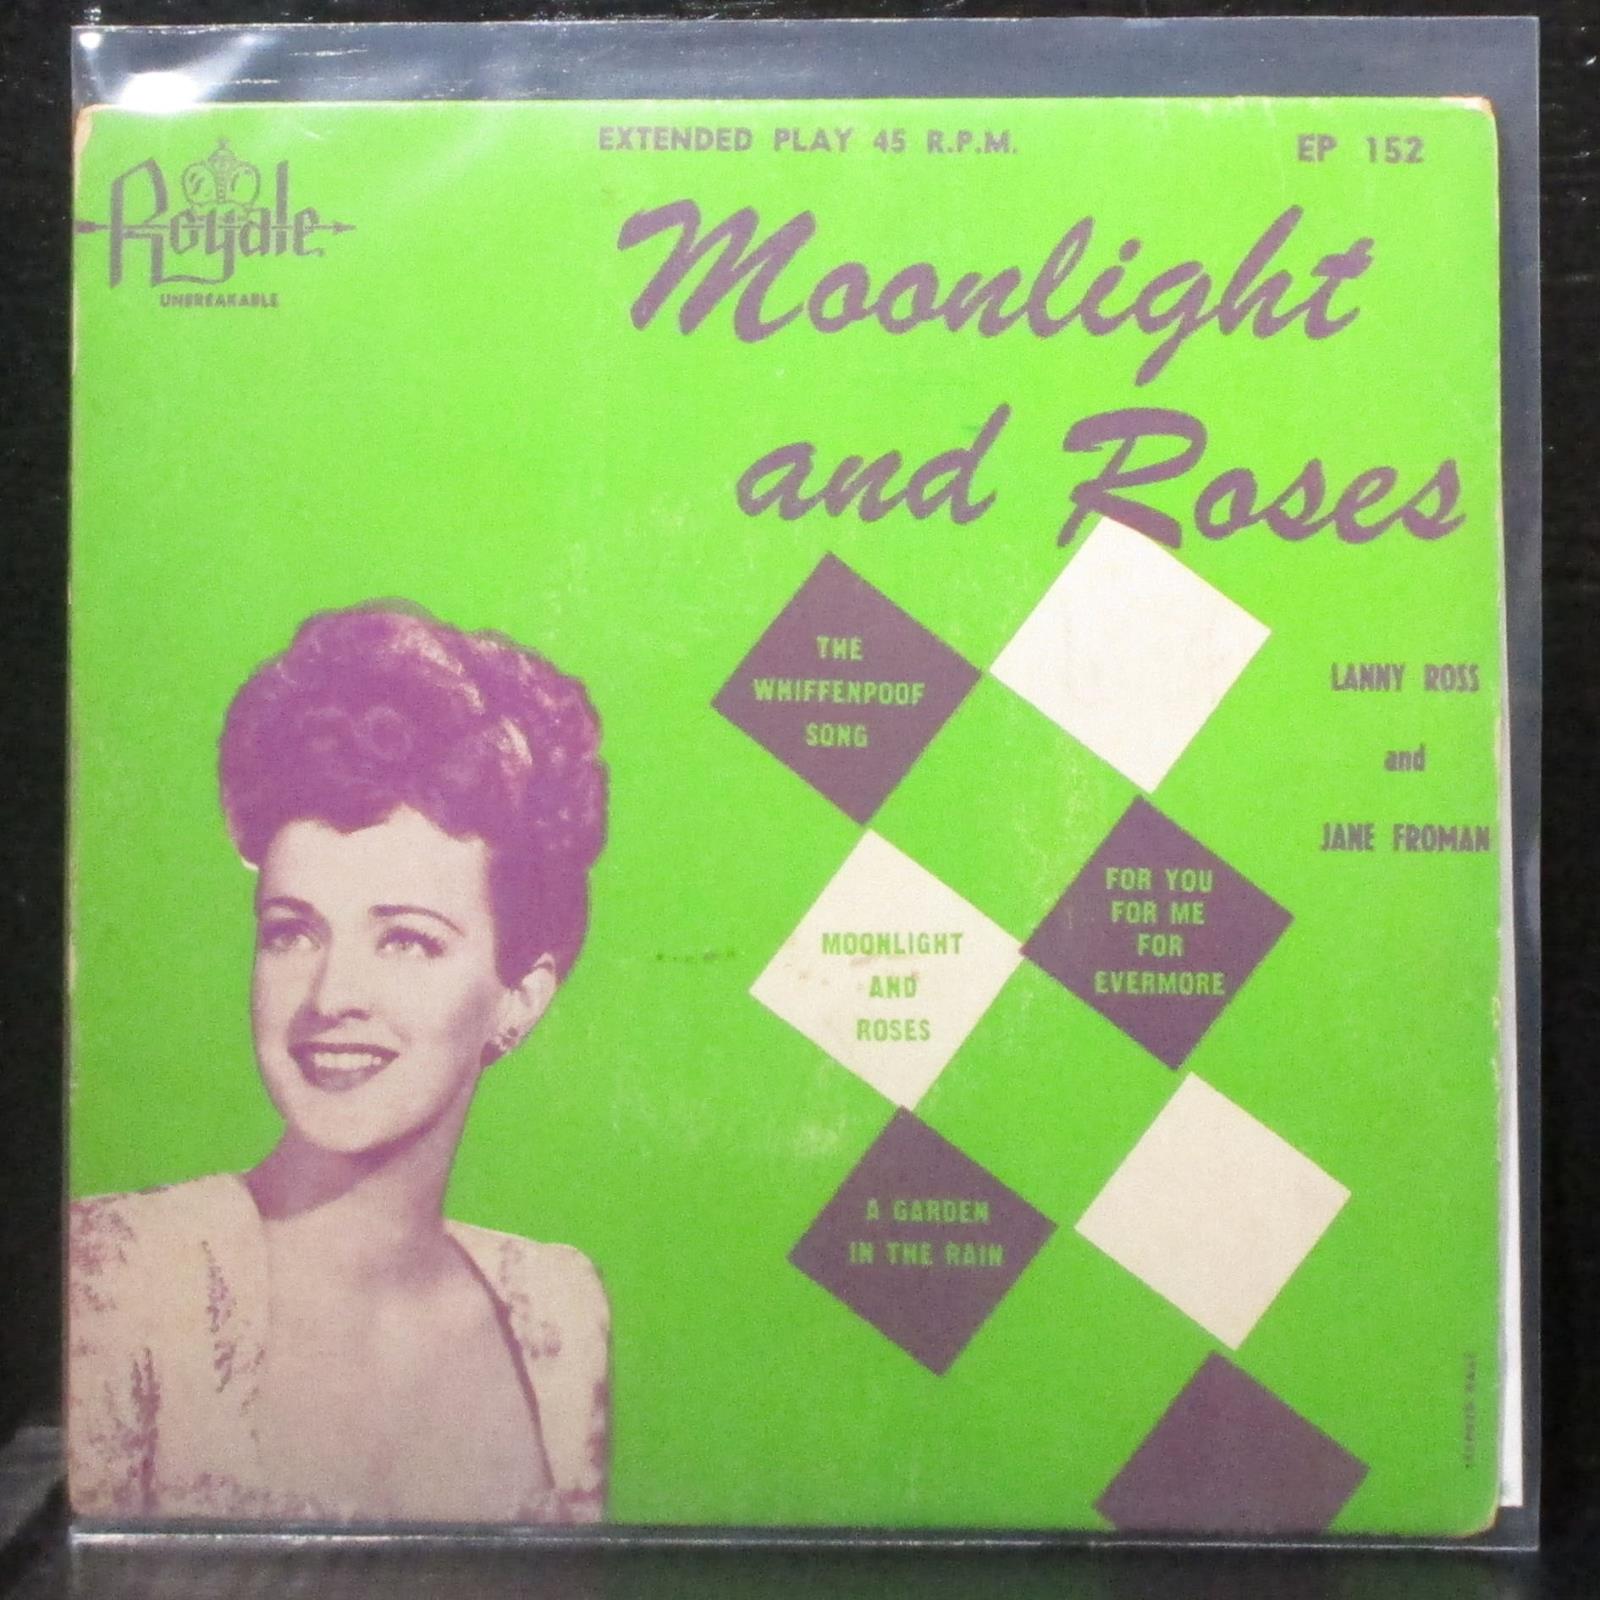 EXTENDED PLAY 45 R.P.M.
EP 152
Royale
UNBREAKABLE
Moonlight
and Roses
THE
WHIFFENPOOF
SONG
LANNY ROSS
and
JANE FROMAN
FOR YOU
FOR ME
FOR
EVERMORE
MOONLIGHT
AND
ROSES
A GARDEN
IN THE RAIN